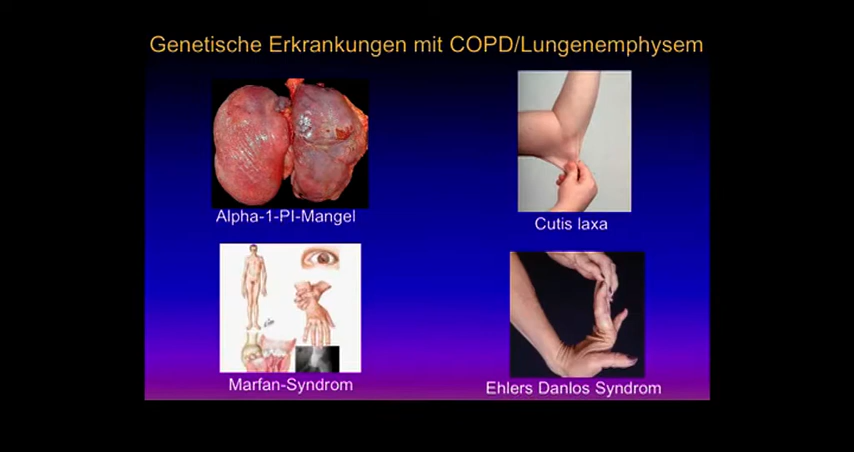 Genetische Erkrankungen mit COPD/Lungenemphysem
Alpha-1-PI-Mangel
Cutis laxa
Marfan-Syndrom
Ehlers Danlos Syndrom